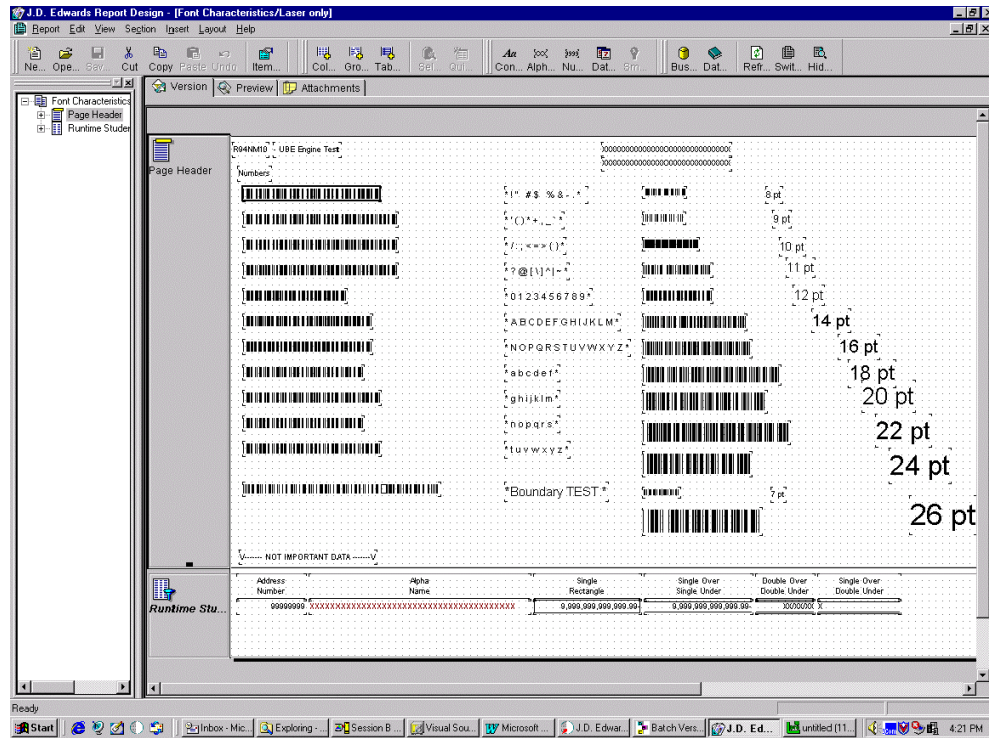 J.D. Edwards Report Design - [Font Characteristics/Laser only]
Report Edit View Section Insert Layout Help
Ne... Ope... Sav... Cut Copy Paste Undo Item... Col... Gro... Tab... Sel... Qui... Con... Alph... Nu... Dat... Sm... Bus... Dat... Refr... Swit... Hid...
Version Preview Attachments
Font Characteristics
Page Header
Runtime Studer
Page Header
R94NM10 - UBE Engine Test
Numbers
*!" #$ %&-.* 8 pt
*'()*+,_`* 9 pt
*/:;<=>()* 10 pt
*?@[\]^|~* 11 pt
*0123456789* 12 pt
*ABCDEFGHIJKLM* 14 pt
*NOPQRSTUVWXYZ* 16 pt
*abcdef* 18 pt
*ghijklm* 20 pt
*nopqrs* 22 pt
*tuvwxyz* 24 pt
*Boundary TEST * 7 pt
26 pt
V------- NOT IMPORTANT DATA -------V
Runtime Stu...
Address Number Alpha Name Single Rectangle Single Over Single Under Double Over Double Under Single Over Double Under
99999999 9,999,999,999,999.99- 9,999,999,999,999.99- XX/XX/XX X
Ready
Start Inbox - Mic... Exploring - ... Session B ... Visual Sou... Microsoft ... J.D. Edwar... Batch Vers... J.D. Ed... untitled (11... 4:21 PM